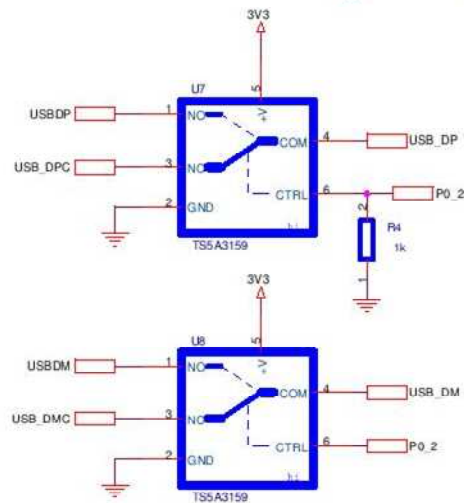 3V3
U7
5
USBDP
1
NO
+V
COM
4
USB_DP
USB_DPC
3
NO
6
P0_2
2
GND
CTRL
2
R4
1k
1
TS5A3159
3V3
U8
5
USBDM
1
NO
+V
COM
4
USB_DM
USB_DMC
3
NO
6
P0_2
2
GND
CTRL
TS5A3159